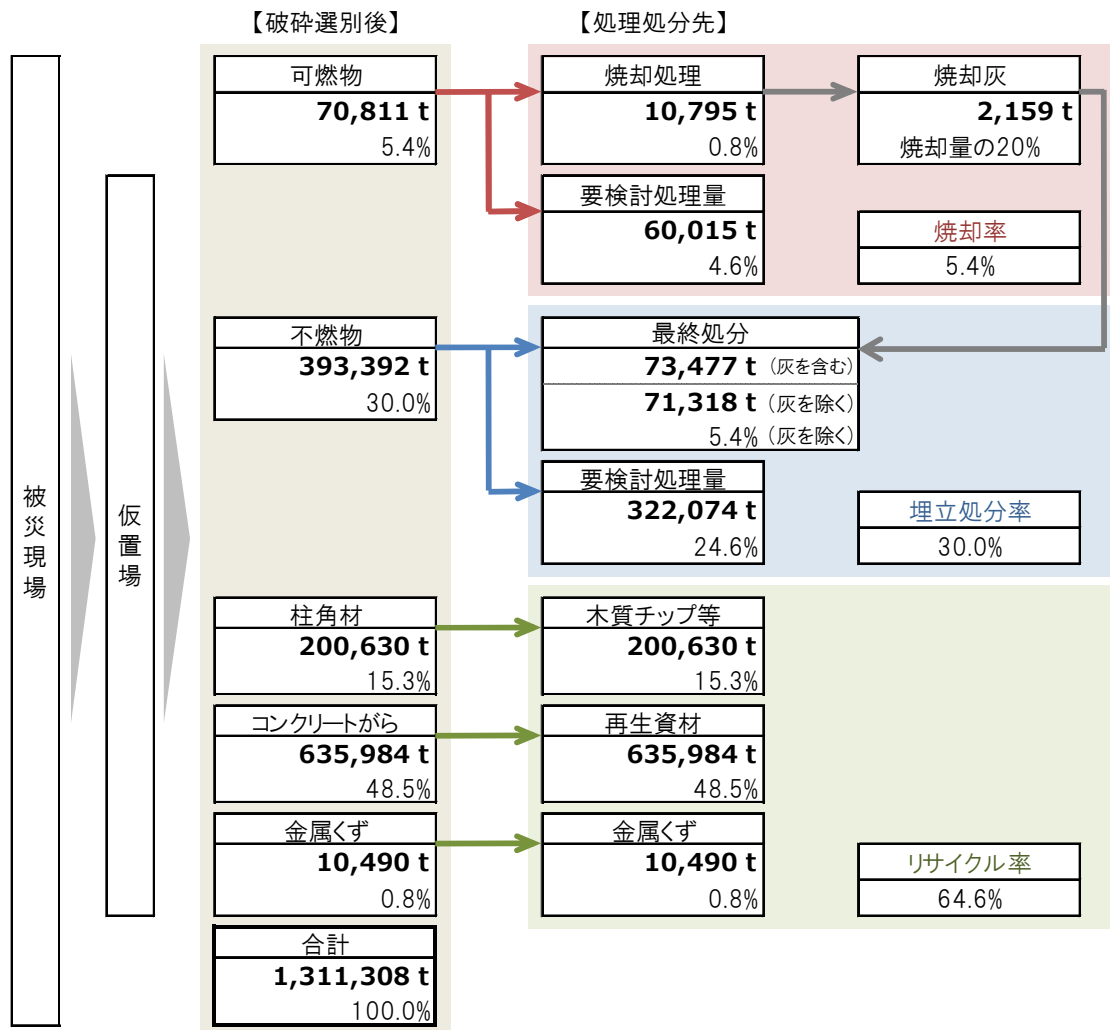 【破砕選別後】
【処理処分先】
被災現場
仮置場
可燃物
70,811 t
5.4%
焼却処理
10,795 t
0.8%
焼却灰
2,159 t
焼却量の20%
要検討処理量
60,015 t
4.6%
焼却率
5.4%
不燃物
393,392 t
30.0%
最終処分
73,477 t (灰を含む)
71,318 t (灰を除く)
5.4% (灰を除く)
要検討処理量
322,074 t
24.6%
埋立処分率
30.0%
柱角材
200,630 t
15.3%
木質チップ等
200,630 t
15.3%
コンクリートがら
635,984 t
48.5%
再生資材
635,984 t
48.5%
金属くず
10,490 t
0.8%
金属くず
10,490 t
0.8%
リサイクル率
64.6%
合計
1,311,308 t
100.0%